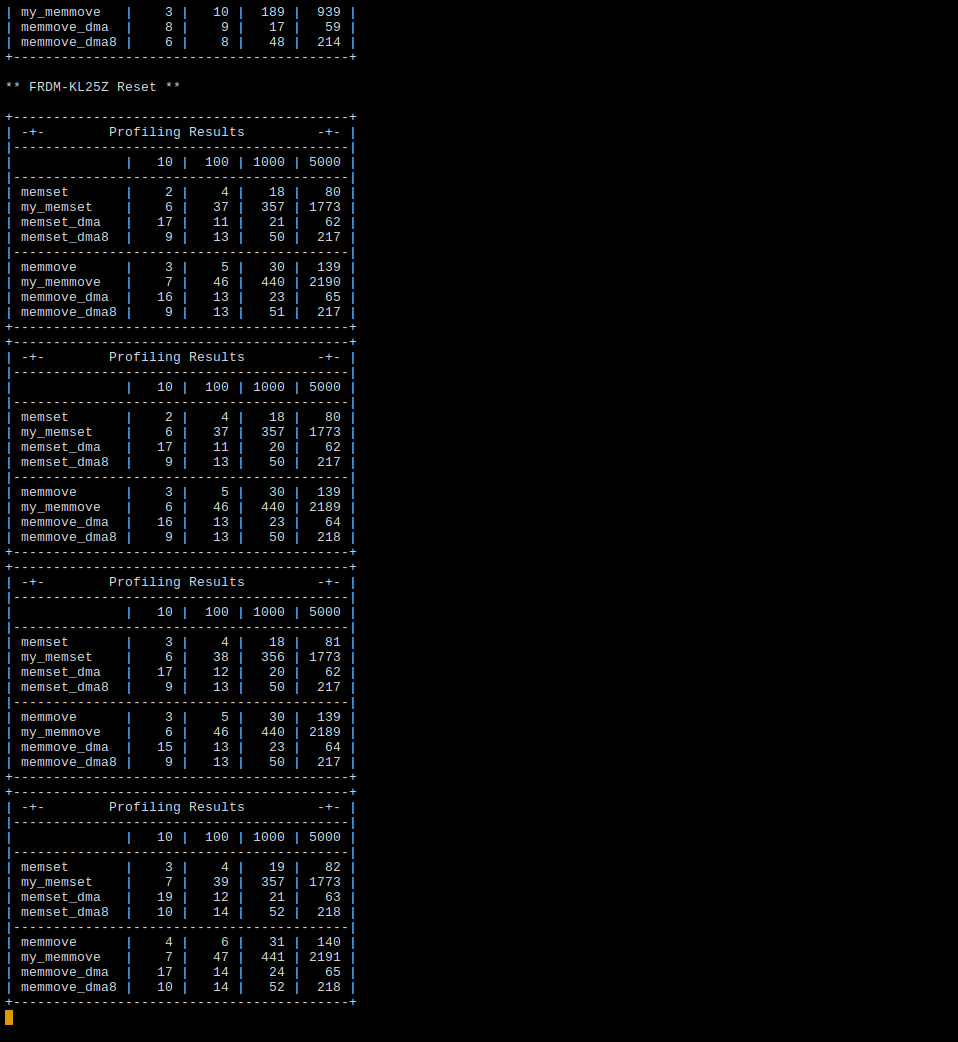 | my_memmove   |    3 |   10 |  189 |  939 |
| memmove_dma  |    8 |    9 |   17 |   59 |
| memmove_dma8 |    6 |    8 |   48 |  214 |
+------------------------------------------+
** FRDM-KL25Z Reset **
+------------------------------------------+
| -+-        Profiling Results         -+- |
|------------------------------------------|
|              |   10 |  100 | 1000 | 5000 |
|------------------------------------------|
| memset       |    2 |    4 |   18 |   80 |
| my_memset    |    6 |   37 |  357 | 1773 |
| memset_dma   |   17 |   11 |   21 |   62 |
| memset_dma8  |    9 |   13 |   50 |  217 |
|------------------------------------------|
| memmove      |    3 |    5 |   30 |  139 |
| my_memmove   |    7 |   46 |  440 | 2190 |
| memmove_dma  |   16 |   13 |   23 |   65 |
| memmove_dma8 |    9 |   13 |   51 |  217 |
+------------------------------------------+
+------------------------------------------+
| -+-        Profiling Results         -+- |
|------------------------------------------|
|              |   10 |  100 | 1000 | 5000 |
|------------------------------------------|
| memset       |    2 |    4 |   18 |   80 |
| my_memset    |    6 |   37 |  357 | 1773 |
| memset_dma   |   17 |   11 |   20 |   62 |
| memset_dma8  |    9 |   13 |   50 |  217 |
|------------------------------------------|
| memmove      |    3 |    5 |   30 |  139 |
| my_memmove   |    6 |   46 |  440 | 2189 |
| memmove_dma  |   16 |   13 |   23 |   64 |
| memmove_dma8 |    9 |   13 |   50 |  218 |
+------------------------------------------+
+------------------------------------------+
| -+-        Profiling Results         -+- |
|------------------------------------------|
|              |   10 |  100 | 1000 | 5000 |
|------------------------------------------|
| memset       |    3 |    4 |   18 |   81 |
| my_memset    |    6 |   38 |  356 | 1773 |
| memset_dma   |   17 |   12 |   20 |   62 |
| memset_dma8  |    9 |   13 |   50 |  217 |
|------------------------------------------|
| memmove      |    3 |    5 |   30 |  139 |
| my_memmove   |    6 |   46 |  440 | 2189 |
| memmove_dma  |   15 |   13 |   23 |   64 |
| memmove_dma8 |    9 |   13 |   50 |  217 |
+------------------------------------------+
+------------------------------------------+
| -+-        Profiling Results         -+- |
|------------------------------------------|
|              |   10 |  100 | 1000 | 5000 |
|------------------------------------------|
| memset       |    3 |    4 |   19 |   82 |
| my_memset    |    7 |   39 |  357 | 1773 |
| memset_dma   |   19 |   12 |   21 |   63 |
| memset_dma8  |   10 |   14 |   52 |  218 |
|------------------------------------------|
| memmove      |    4 |    6 |   31 |  140 |
| my_memmove   |    7 |   47 |  441 | 2191 |
| memmove_dma  |   17 |   14 |   24 |   65 |
| memmove_dma8 |   10 |   14 |   52 |  218 |
+------------------------------------------+